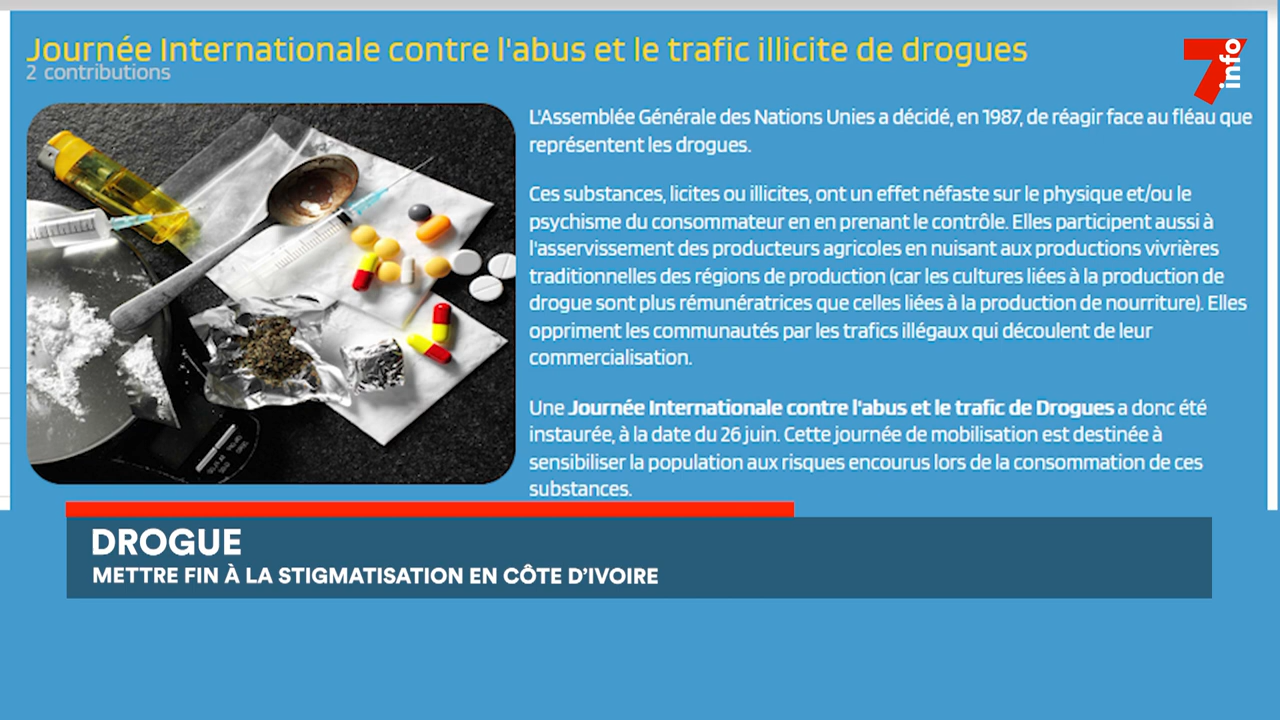 Journée Internationale contre l'abus et le trafic illicite de drogues
2 contributions
7info
L'Assemblée Générale des Nations Unies a décidé, en 1987, de réagir face au fléau que
représentent les drogues.
Ces substances, licites ou illicites, ont un effet néfaste sur le physique et/ou le
psychisme du consommateur en en prenant le contrôle. Elles participent aussi à
l'asservissement des producteurs agricoles en nuisant aux productions vivrières
traditionnelles des régions de production (car les cultures liées à la production de
drogue sont plus rémunératrices que celles liées à la production de nourriture). Elles
oppriment les communautés par les trafics illégaux qui découlent de leur
commercialisation.
Une Journée Internationale contre l'abus et le trafic de Drogues a donc été
instaurée, à la date du 26 juin. Cette journée de mobilisation est destinée à
sensibiliser la population aux risques encourus lors de la consommation de ces
substances.
DROGUE
METTRE FIN À LA STIGMATISATION EN CÔTE D'IVOIRE